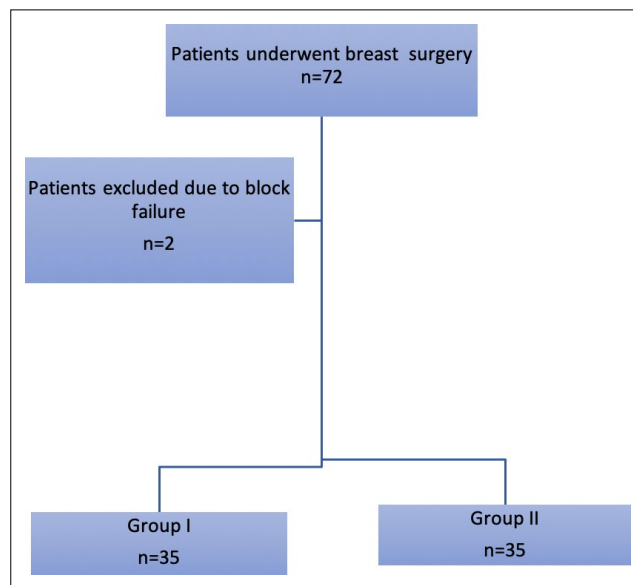 Patients underwent breast surgery
n=72
Patients excluded due to block
failure
n=2
Group I
n=35
Group II
n=35